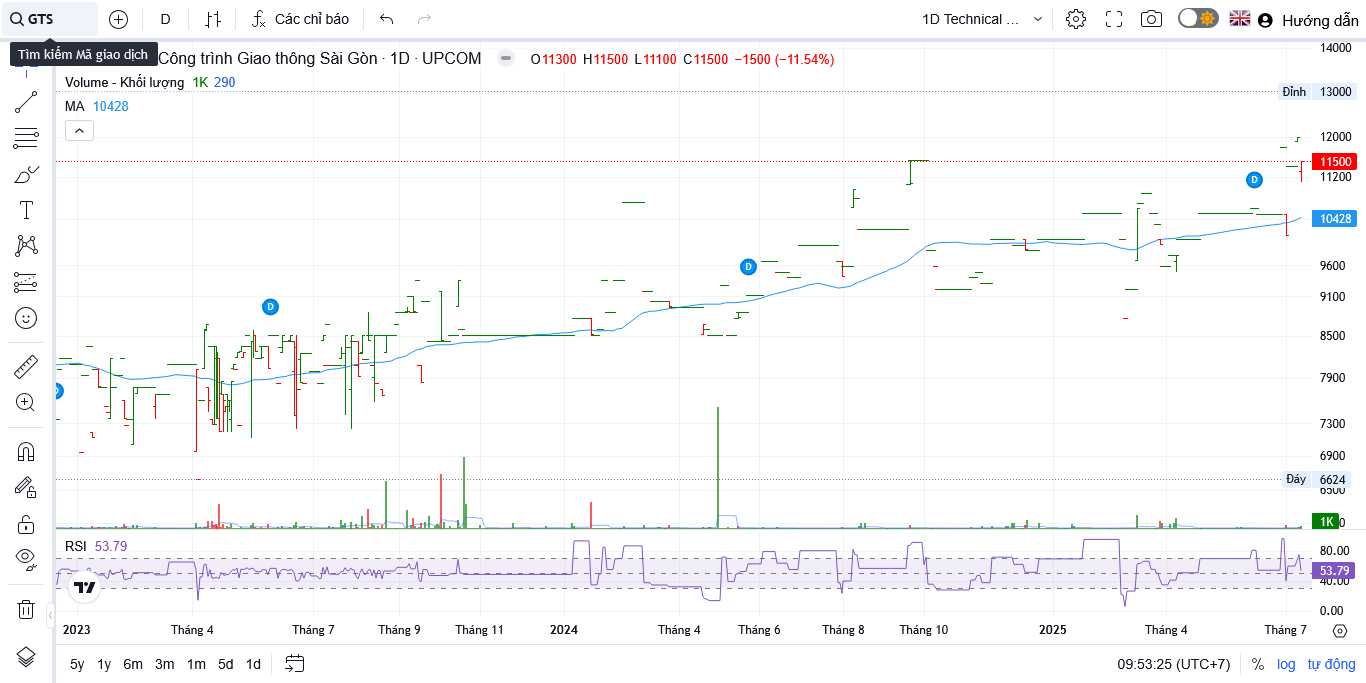 GTS D Các chỉ báo 1D Technical ... Hướng dẫn
Tìm kiếm Mã giao dịch Công trình Giao thông Sài Gòn · 1D · UPCOM O11300 H11500 L11100 C11500 −1500 (−11.54%)
Volume - Khối lượng 1K 290
MA 10428
14000
Đỉnh 13000
12000
11500
11200
10428
9600
9100
8500
7900
7300
6900
Đáy 6624
6500
1K
D
D
D
RSI 53.79
80.00
53.79
40.00
0.00
2023 Tháng 4 Tháng 7 Tháng 9 Tháng 11 2024 Tháng 4 Tháng 6 Tháng 8 Tháng 10 2025 Tháng 4 Tháng 7
5y 1y 6m 3m 1m 5d 1d 09:53:25 (UTC+7) % log tự động